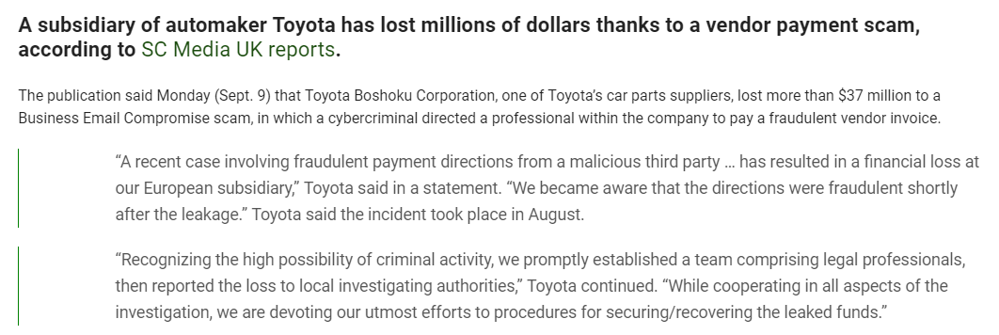 A subsidiary of automaker Toyota has lost millions of dollars thanks to a vendor payment scam,
according to SC Media UK reports.
The publication said Monday (Sept. 9) that Toyota Boshoku Corporation, one of Toyota’s car parts suppliers, lost more than $37 million to a
Business Email Compromise scam, in which a cybercriminal directed a professional within the company to pay a fraudulent vendor invoice.
“A recent case involving fraudulent payment directions from a malicious third party … has resulted in a financial loss at
our European subsidiary,” Toyota said in a statement. “We became aware that the directions were fraudulent shortly
after the leakage.” Toyota said the incident took place in August.
“Recognizing the high possibility of criminal activity, we promptly established a team comprising legal professionals,
then reported the loss to local investigating authorities,” Toyota continued. “While cooperating in all aspects of the
investigation, we are devoting our utmost efforts to procedures for securing/recovering the leaked funds.”